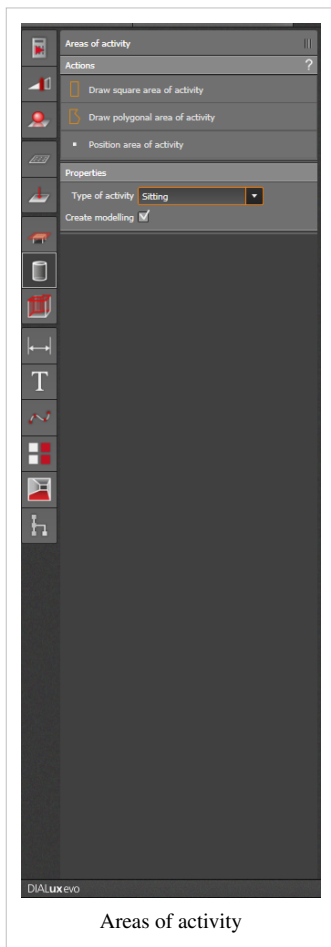 Areas of activity
Actions
?
Draw square area of activity
Draw polygonal area of activity
Position area of activity
Properties
Type of activity Sitting
Create modelling
T
DIALux evo
Areas of activity